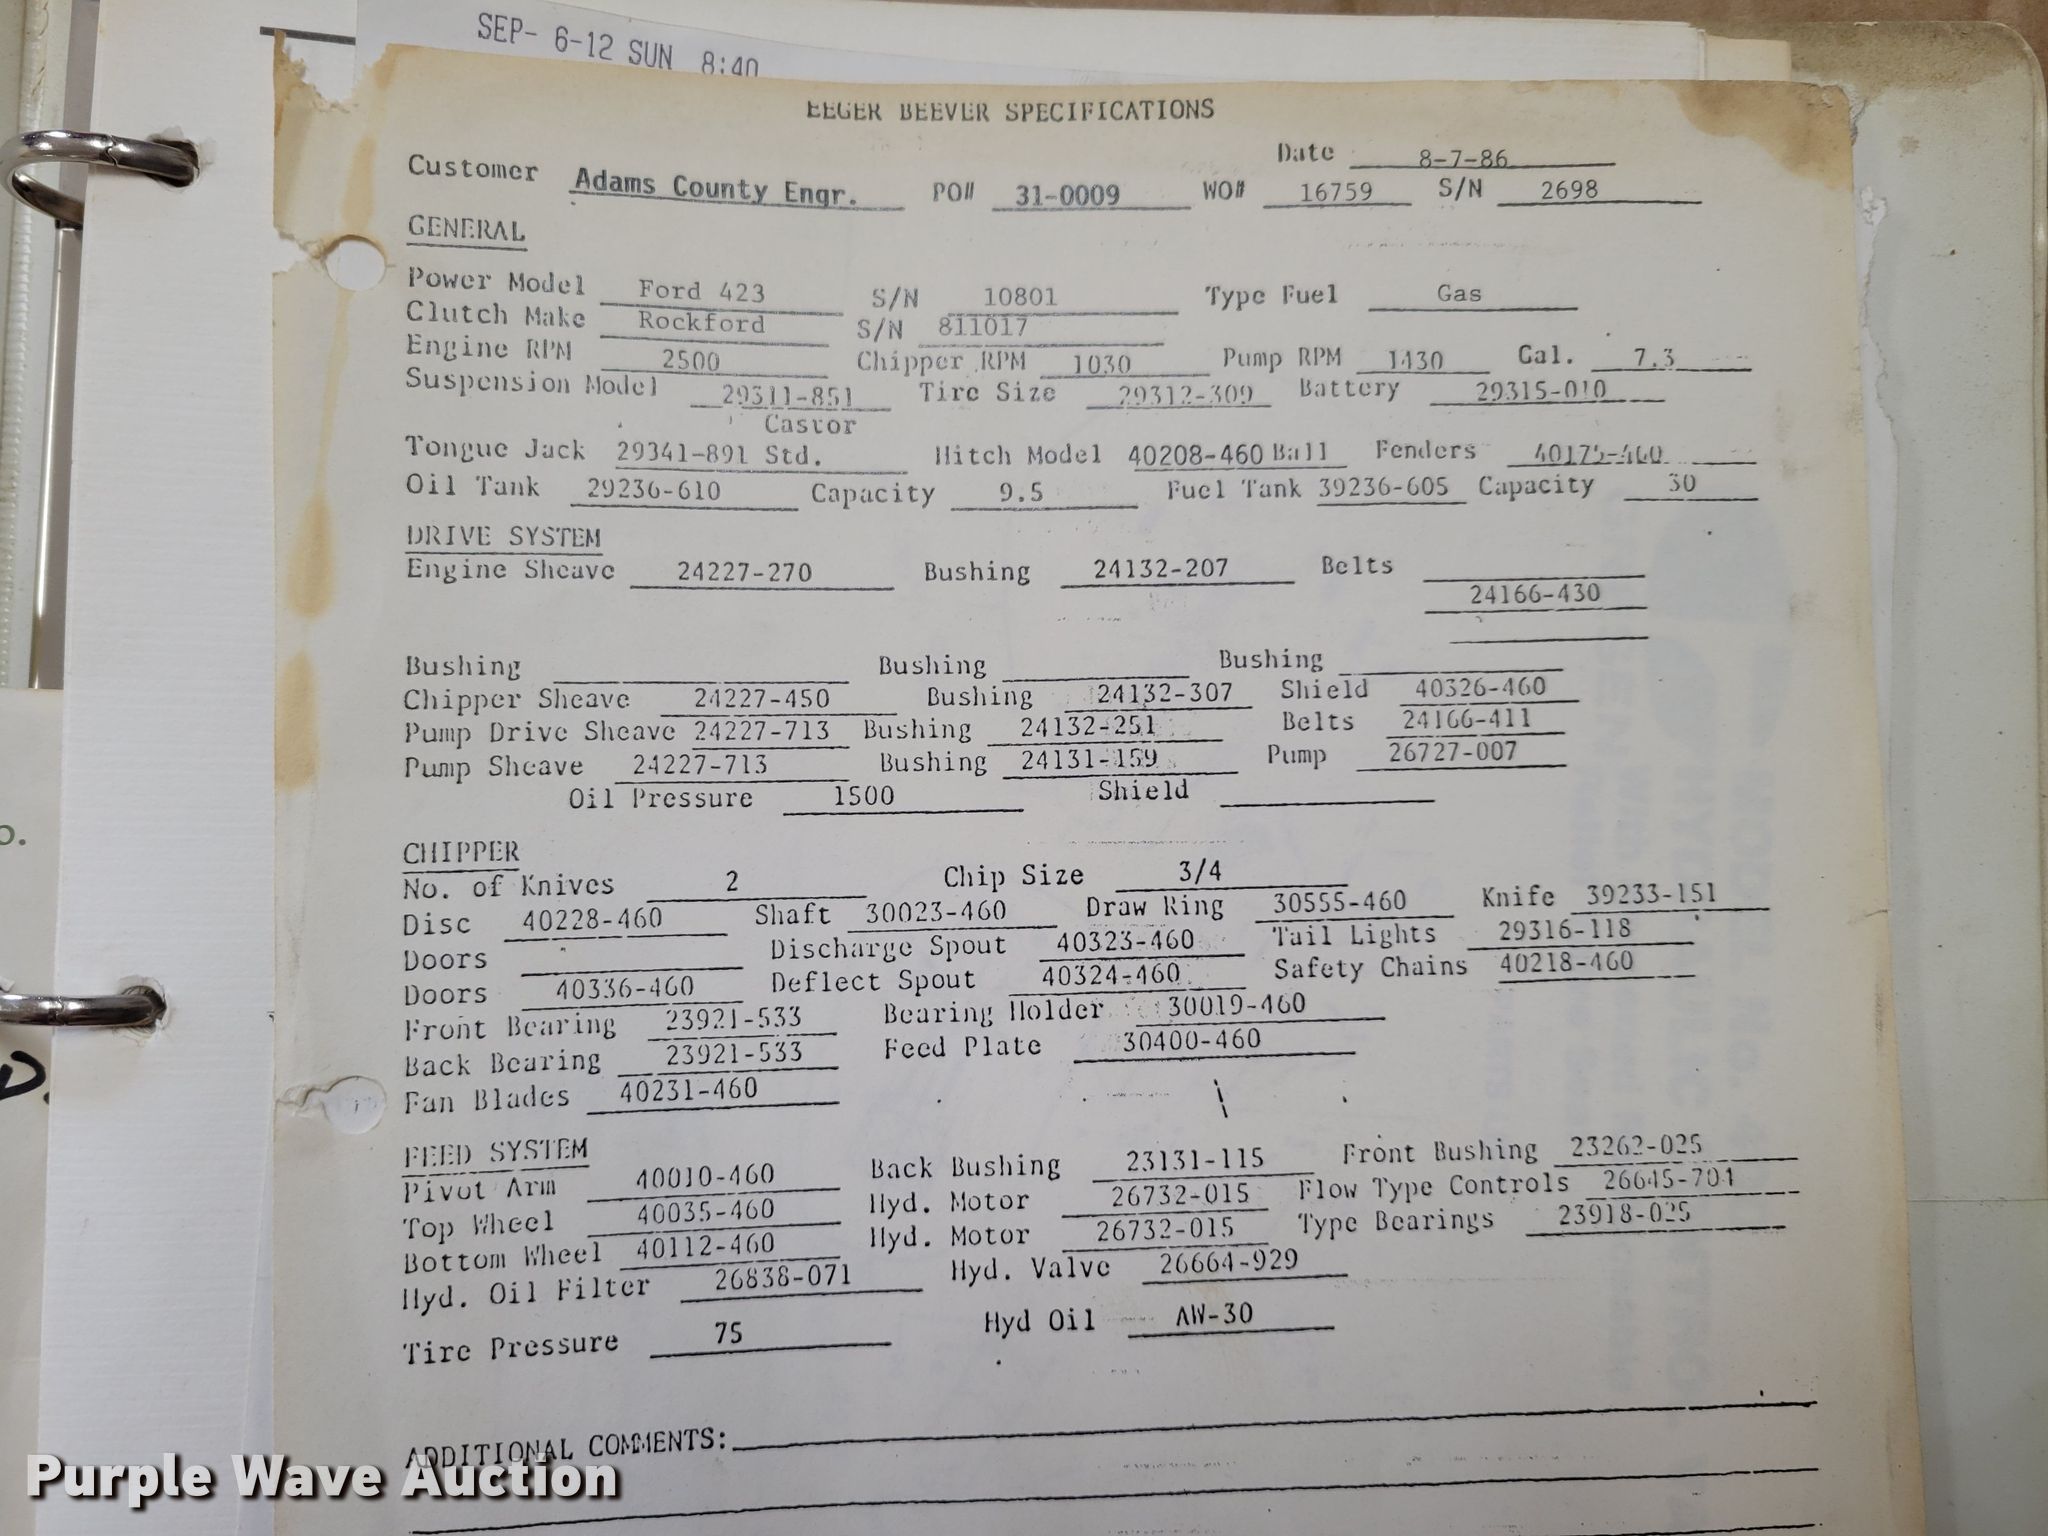 SEP- 6-12 SUN 8:40
EEGER BEEVER SPECIFICATIONS
Date 8-7-86
Customer Adams County Engr. PO# 31-0009 WO# 16759 S/N 2698
GENERAL
Power Model Ford 423 S/N 10801 Type Fuel Gas
Clutch Make Rockford S/N 811017
Engine RPM 2500 Chipper RPM 1030 Pump RPM 1430 Gal. 7.3
Suspension Model 29311-851 Tire Size 29312-309 Battery 29315-010
Castor
Tongue Jack 29341-891 Std. Hitch Model 40208-460 Ball Fenders 40175-460
Oil Tank 29236-610 Capacity 9.5 Fuel Tank 39236-605 Capacity 30
DRIVE SYSTEM
Engine Sheave 24227-270 Bushing 24132-207 Belts
24166-430
Bushing Bushing Bushing
Chipper Sheave 24227-450 Bushing 24132-307 Shield 40326-460
Pump Drive Sheave 24227-713 Bushing 24132-251 Belts 24166-411
Pump Sheave 24227-713 Bushing 24131-159 Pump 26727-007
Oil Pressure 1500 Shield
CHIPPER
No. of Knives 2 Chip Size 3/4
Disc 40228-460 Shaft 30023-460 Draw Ring 30555-460 Knife 39233-151
Doors Discharge Spout 40323-460 Tail Lights 29316-118
Doors 40336-460 Deflect Spout 40324-460 Safety Chains 40218-460
Front Bearing 23921-533 Bearing Holder 30019-460
Back Bearing 23921-533 Feed Plate 30400-460
Fan Blades 40231-460
FEED SYSTEM
Pivot Arm 40010-460 Back Bushing 23131-115 Front Bushing 23262-025
Top Wheel 40035-460 Hyd. Motor 26732-015 Flow Type Controls 26645-701
Bottom Wheel 40112-460 Hyd. Motor 26732-015 Type Bearings 23918-025
Hyd. Oil Filter 26838-071 Hyd. Valve 26664-929
Tire Pressure 75 Hyd Oil AW-30
ADDITIONAL COMMENTS:
Purple Wave Auction